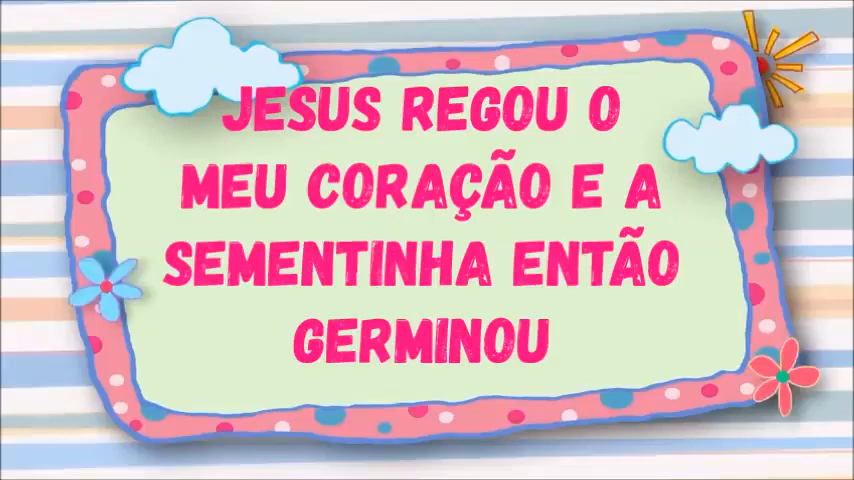 JESUS REGOU O
MEU CORAÇÃO E A
SEMENTINHA ENTÃO
GERMINOU